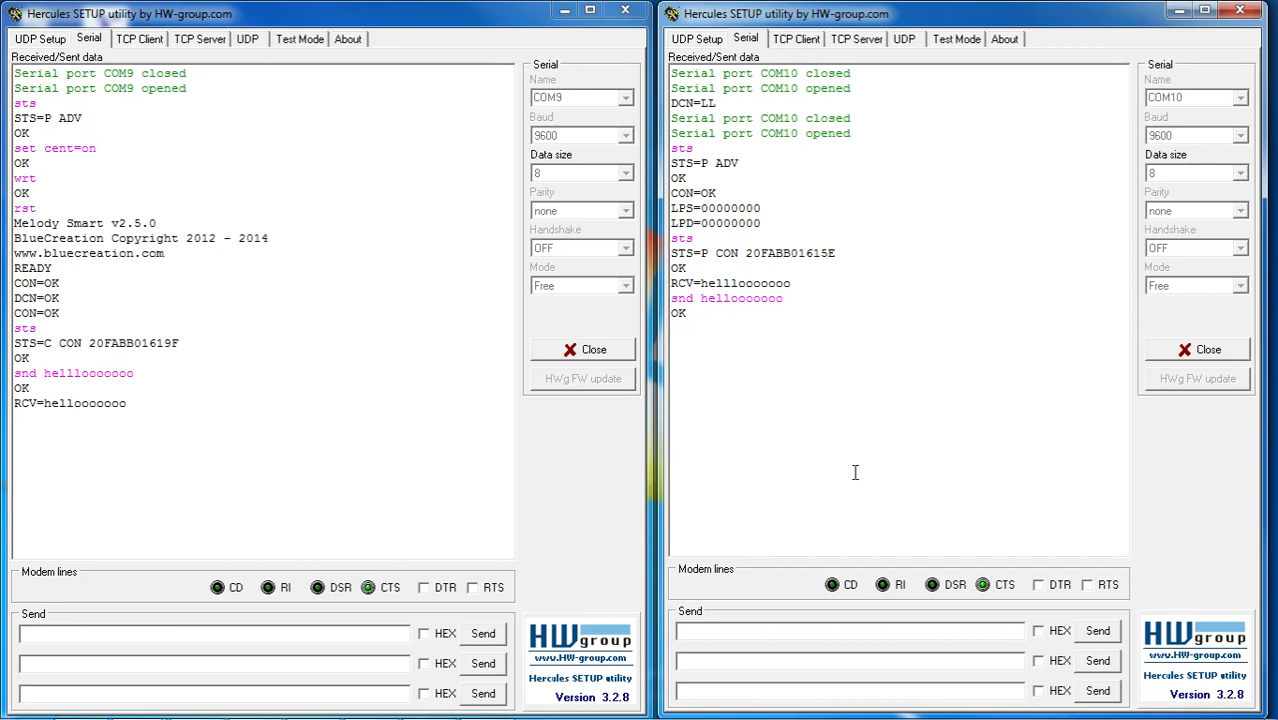 Hercules SETUP utility by HW-group.com
UDP Setup Serial TCP Client TCP Server UDP Test Mode About
Received/Sent data
Serial port COM9 closed
Serial port COM9 opened
sts
STS=P ADV
OK
set cent=on
OK
wrt
OK
rst
Melody Smart v2.5.0
BlueCreation Copyright 2012 - 2014
www.bluecreation.com
READY
CON=OK
DCN=OK
CON=OK
sts
STS=C CON 20FABB01619F
OK
snd hellloooooo
OK
RCV=helloooooo
Serial
Name
COM9
Baud
9600
Data size
8
Parity
none
Handshake
OFF
Mode
Free
Close
HWg FW update
Modem lines
CD RI DSR CTS DTR RTS
Send
HEX Send
HEX Send
HEX Send
HWgroup
www.HW-group.com
Hercules SETUP utility
Version 3.2.8
Hercules SETUP utility by HW-group.com
UDP Setup Serial TCP Client TCP Server UDP Test Mode About
Received/Sent data
Serial port COM10 closed
Serial port COM10 opened
DCN=LL
Serial port COM10 closed
Serial port COM10 opened
sts
STS=P ADV
OK
CON=OK
LPS=00000000
LPD=00000000
sts
STS=P CON 20FABB01615E
OK
RCV=hellloooooo
snd helloooooo
OK
Serial
Name
COM10
Baud
9600
Data size
8
Parity
none
Handshake
OFF
Mode
Free
Close
HWg FW update
Modem lines
CD RI DSR CTS DTR RTS
Send
HEX Send
HEX Send
HEX Send
HWgroup
www.HW-group.com
Hercules SETUP utility
Version 3.2.8